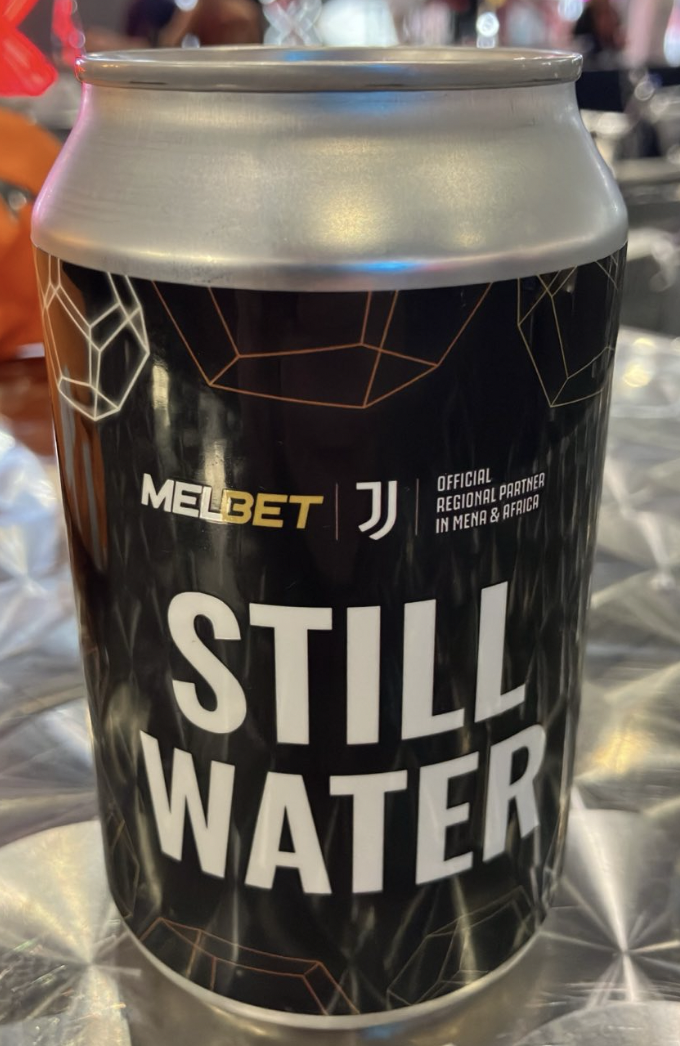 MELBET
OFFICIAL
REGIONAL PARTNER
IN MENA & AFRICA
STILL
WATER